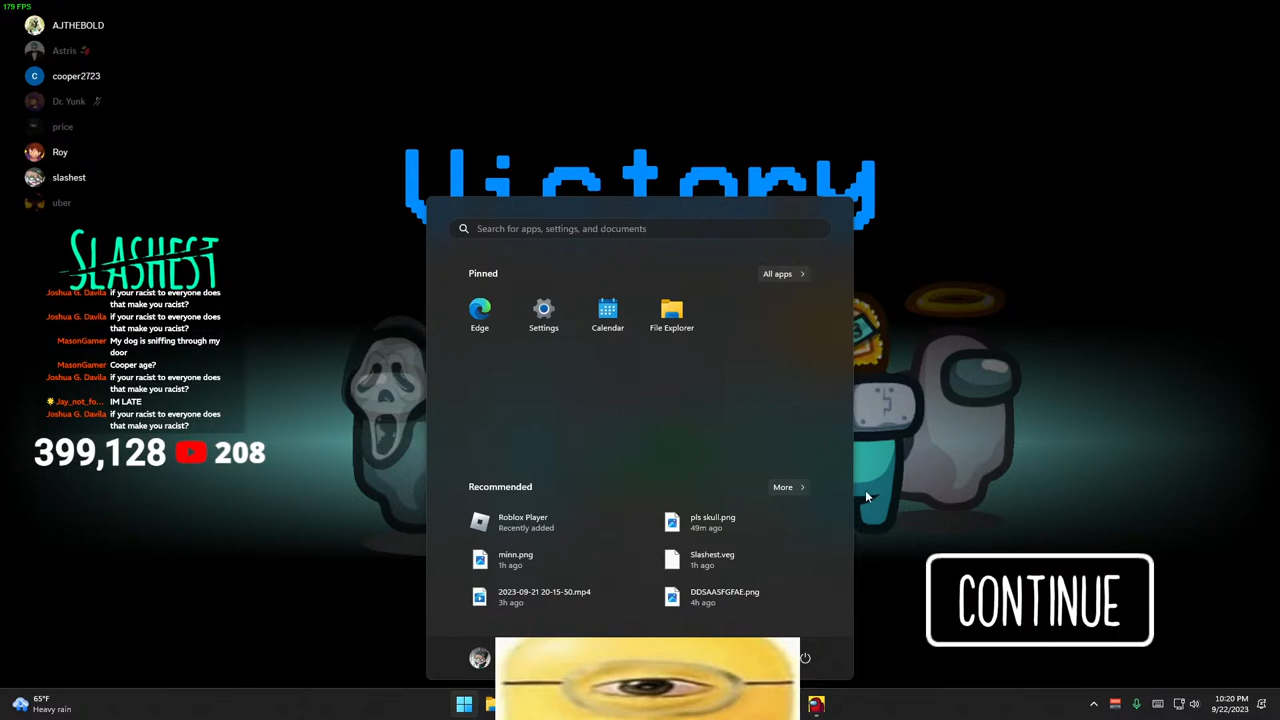 179 FPS
AJTHEBOLD
Astris
cooper2723
C
Dr. Yunk
price
Roy
slashest
uber
Victory
SLASHEST
Joshua G. Davila if your racist to everyone does
that make you racist?
Joshua G. Davila if your racist to everyone does
that make you racist?
MasonGamer My dog is sniffing through my
door
MasonGamer Cooper age?
Joshua G. Davila if your racist to everyone does
that make you racist?
Jay_not_fo... IM LATE
Joshua G. Davila if your racist to everyone does
that make you racist?
399,128 208
Search for apps, settings, and documents
Pinned
All apps
Edge
Settings
Calendar
File Explorer
Recommended
More
Roblox Player
Recently added
pls skull.png
49m ago
minn.png
1h ago
Slashest.veg
1h ago
2023-09-21 20-15-50.mp4
3h ago
DDSAASFGFAE.png
4h ago
CONTINUE
65°F
Heavy rain
10:20 PM
9/22/2023